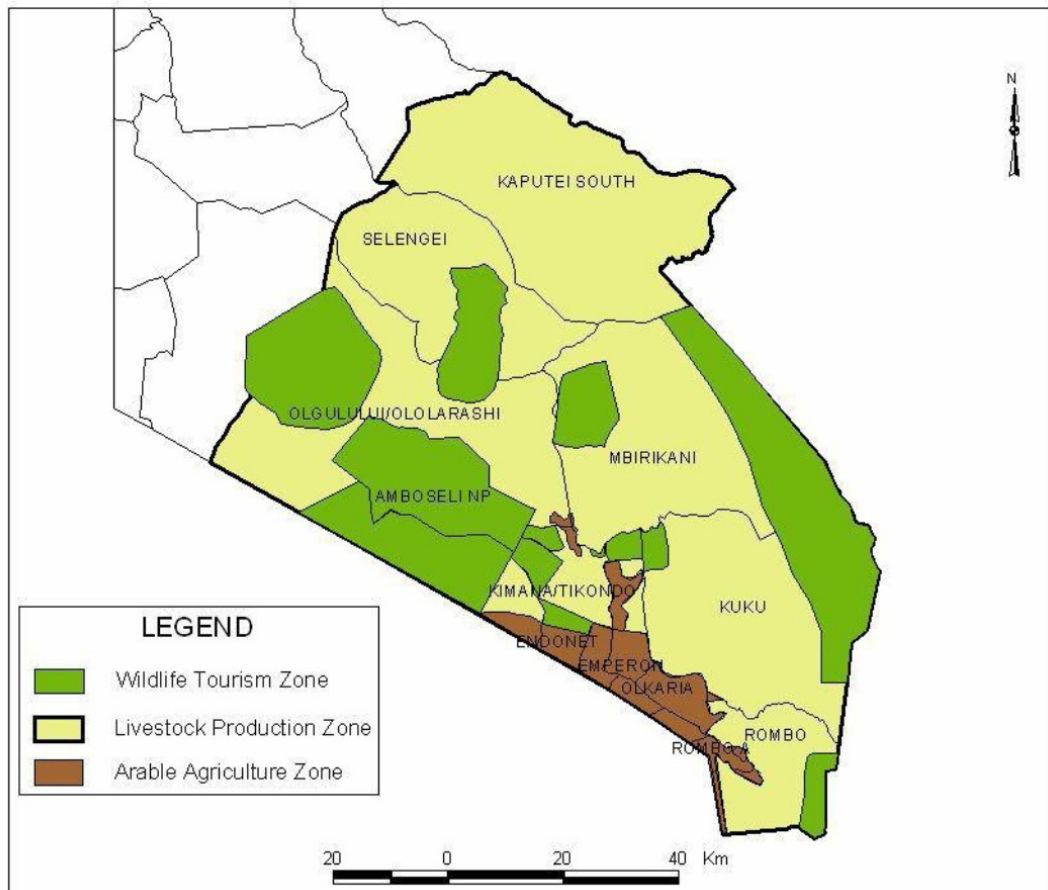 N
KAPUTEI SOUTH
SELENGEI
OLGULULUI/OLOLARASHI
MBIRIKANI
AMBOSELI NP
KIMANA/TIKONDO
KUKU
ENDONET
EMPERON
OLKARIA
ROMBO
ROMBO A
LEGEND
Wildlife Tourism Zone
Livestock Production Zone
Arable Agriculture Zone
20 0 20 40 Km